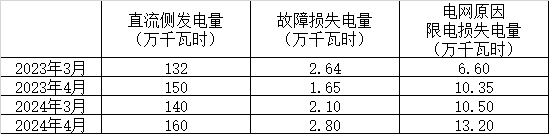 直流侧发电量 故障损失电量 电网原因
（万千瓦时） （万千瓦时） 限电损失电量
（万千瓦时）
2023年3月 132 2.64 6.60
2023年4月 150 1.65 10.35
2024年3月 140 2.10 10.50
2024年4月 160 2.80 13.20